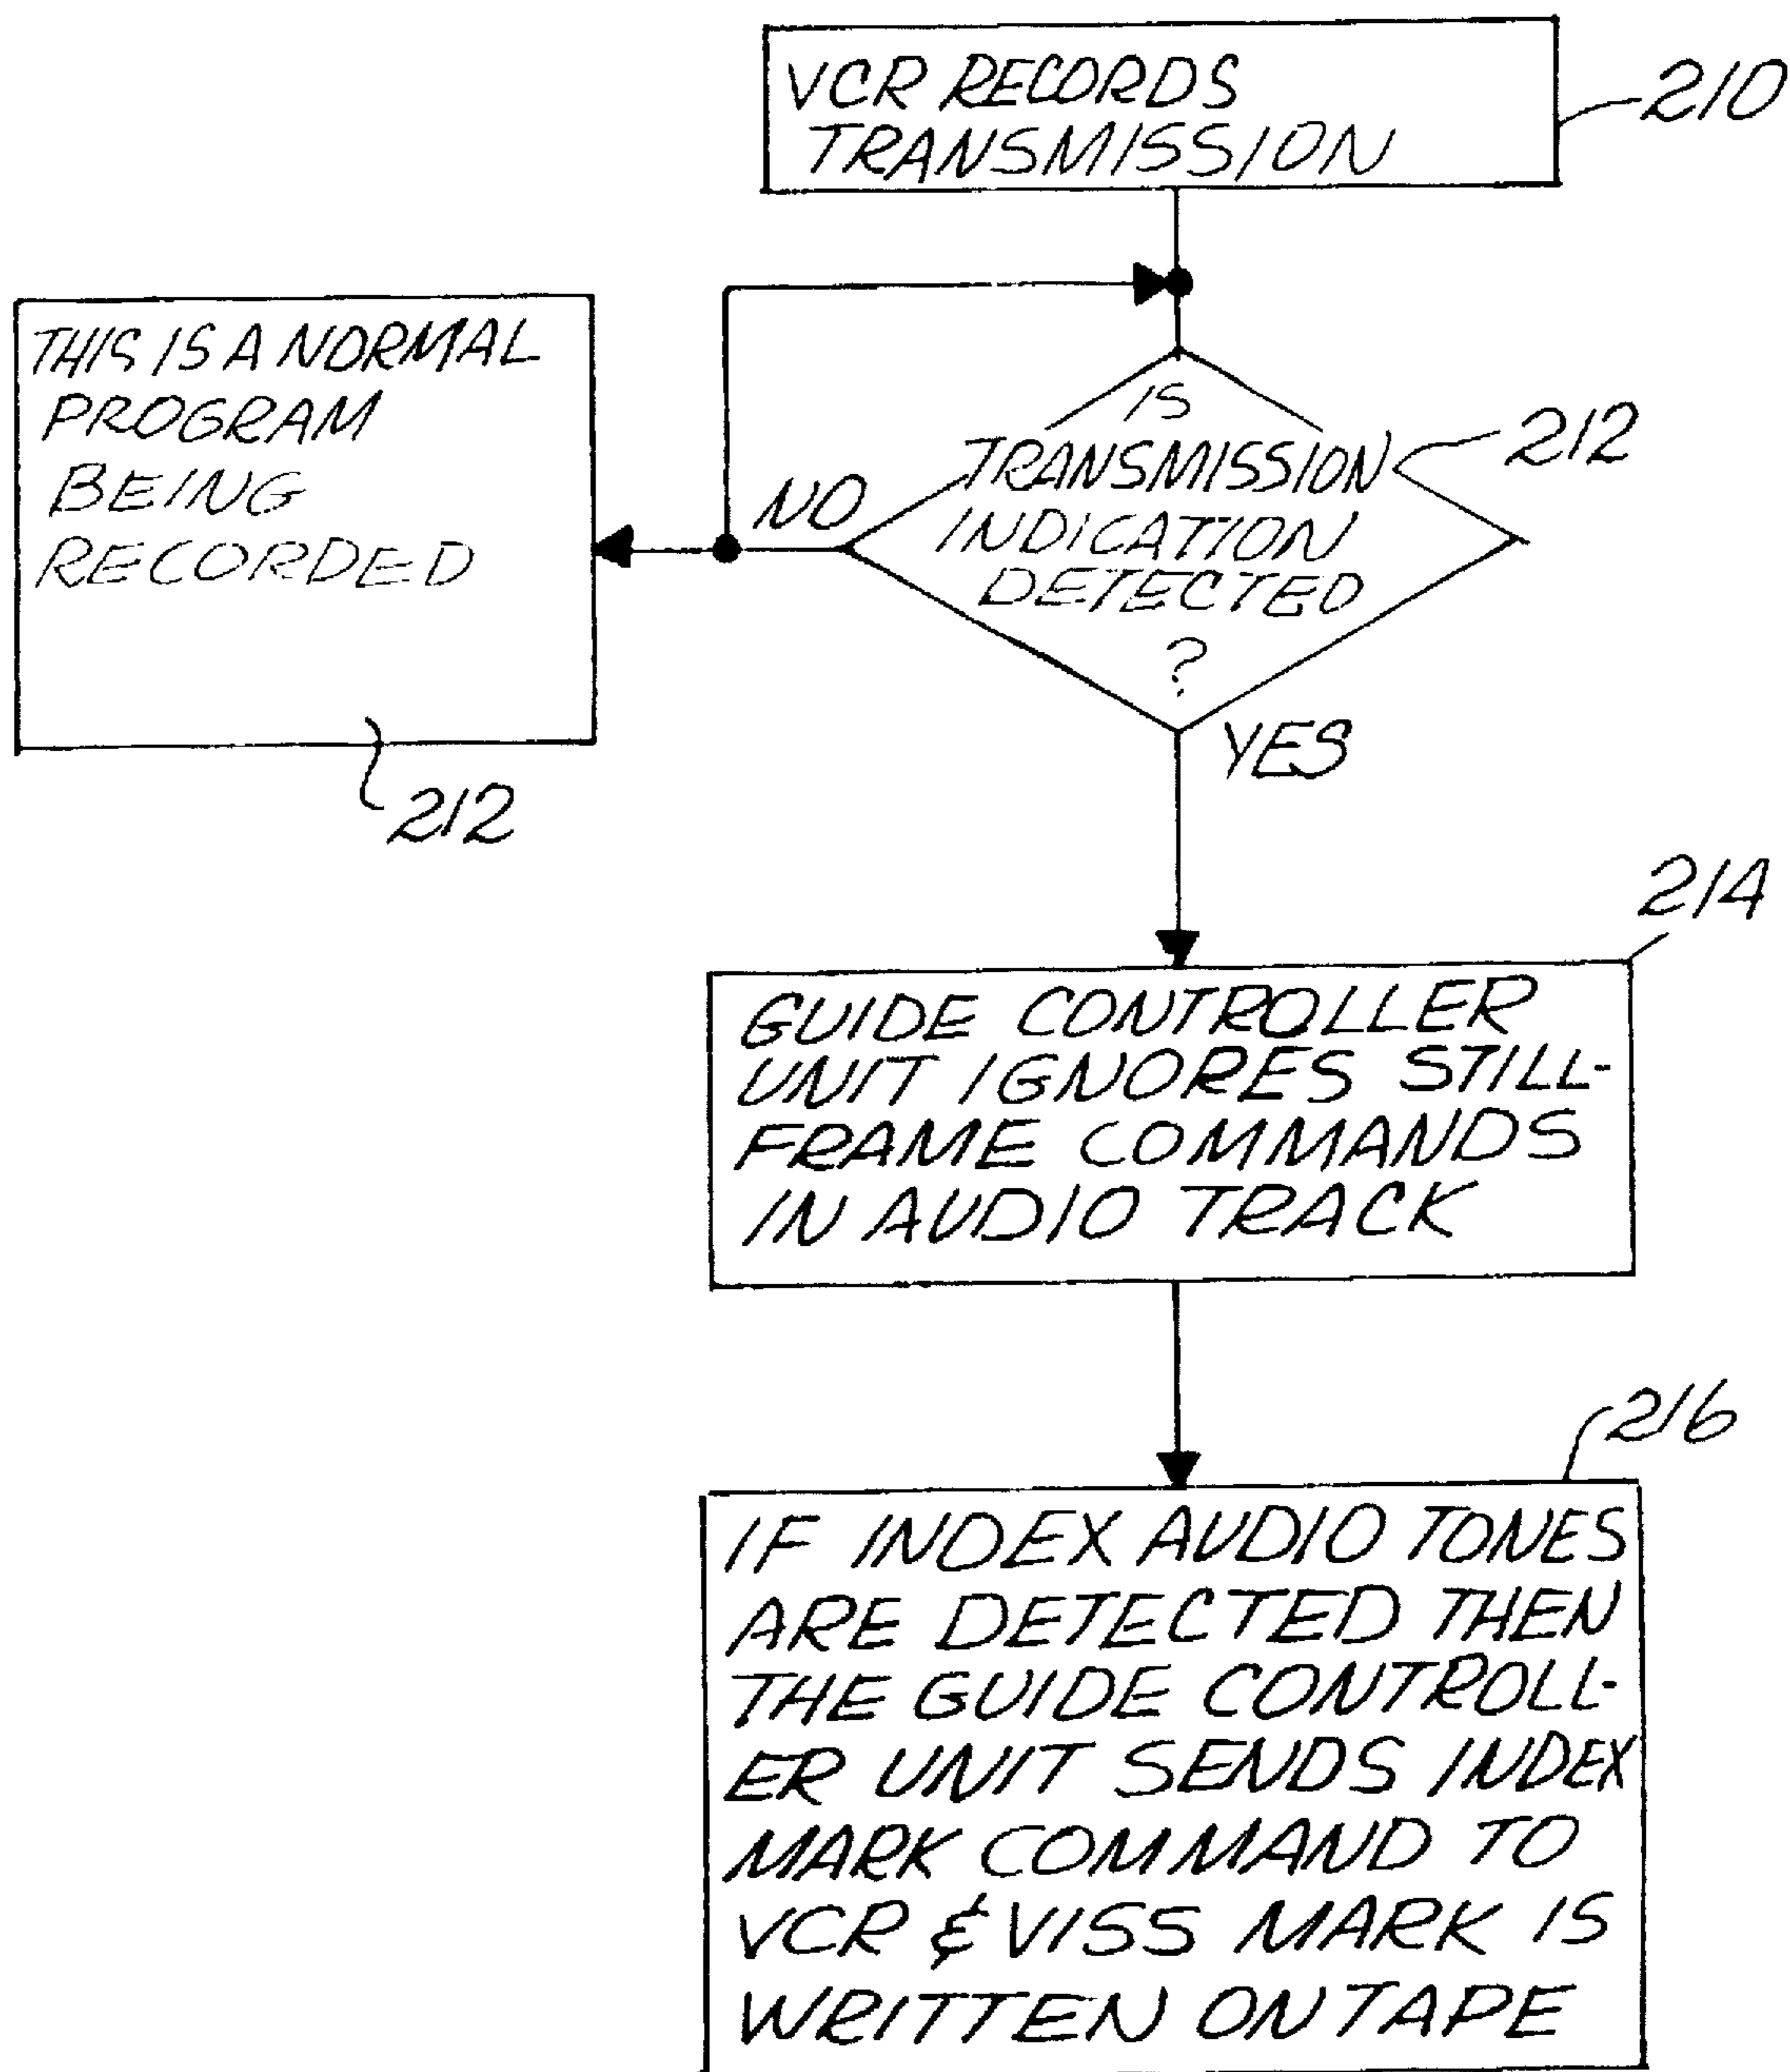 VCR RECORDS
TRANSMISSION
210
IS
TRANSMISSION
INDICATION
DETECTED
?
212
NO
YES
THIS IS A NORMAL
PROGRAM
BEING
RECORDED
212
214
GUIDE CONTROLLER
UNIT IGNORES STILL-
FRAME COMMANDS
IN AUDIO TRACK
216
IF INDEX AUDIO TONES
ARE DETECTED THEN
THE GUIDE CONTROLL-
ER UNIT SENDS INDEX
MARK COMMAND TO
VCR & VISS MARK IS
WRITTEN ON TAPE